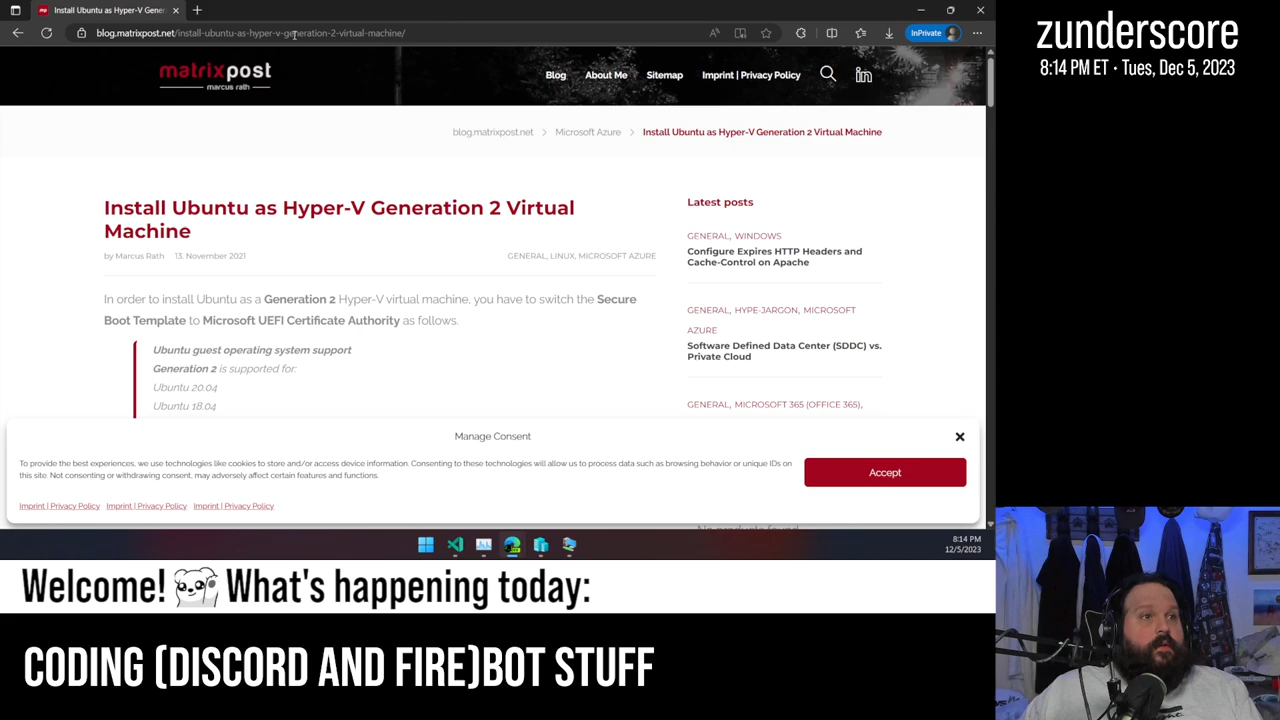 Install Ubuntu as Hyper-V Gener
blog.matrixpost.net/install-ubuntu-as-hyper-v-generation-2-virtual-machine/
InPrivate
matrixpost
marcus rath
Blog
About Me
Sitemap
Imprint | Privacy Policy
blog.matrixpost.net > Microsoft Azure > Install Ubuntu as Hyper-V Generation 2 Virtual Machine
Install Ubuntu as Hyper-V Generation 2 Virtual
Machine
by Marcus Rath 13. November 2021
GENERAL, LINUX, MICROSOFT AZURE
In order to install Ubuntu as a Generation 2 Hyper-V virtual machine, you have to switch the Secure
Boot Template to Microsoft UEFI Certificate Authority as follows.
Ubuntu guest operating system support
Generation 2 is supported for:
Ubuntu 20.04
Ubuntu 18.04
Latest posts
GENERAL, WINDOWS
Configure Expires HTTP Headers and
Cache-Control on Apache
GENERAL, HYPE-JARGON, MICROSOFT
AZURE
Software Defined Data Center (SDDC) vs.
Private Cloud
GENERAL, MICROSOFT 365 (OFFICE 365),
Manage Consent
To provide the best experiences, we use technologies like cookies to store and/or access device information. Consenting to these technologies will allow us to process data such as browsing behavior or unique IDs on
this site. Not consenting or withdrawing consent, may adversely affect certain features and functions.
Accept
Imprint | Privacy Policy Imprint | Privacy Policy Imprint | Privacy Policy
No products found
8:14 PM
12/5/2023
zunderscore
8:14 PM ET • Tues, Dec 5, 2023
Welcome! What's happening today:
CODING (DISCORD AND FIRE)BOT STUFF